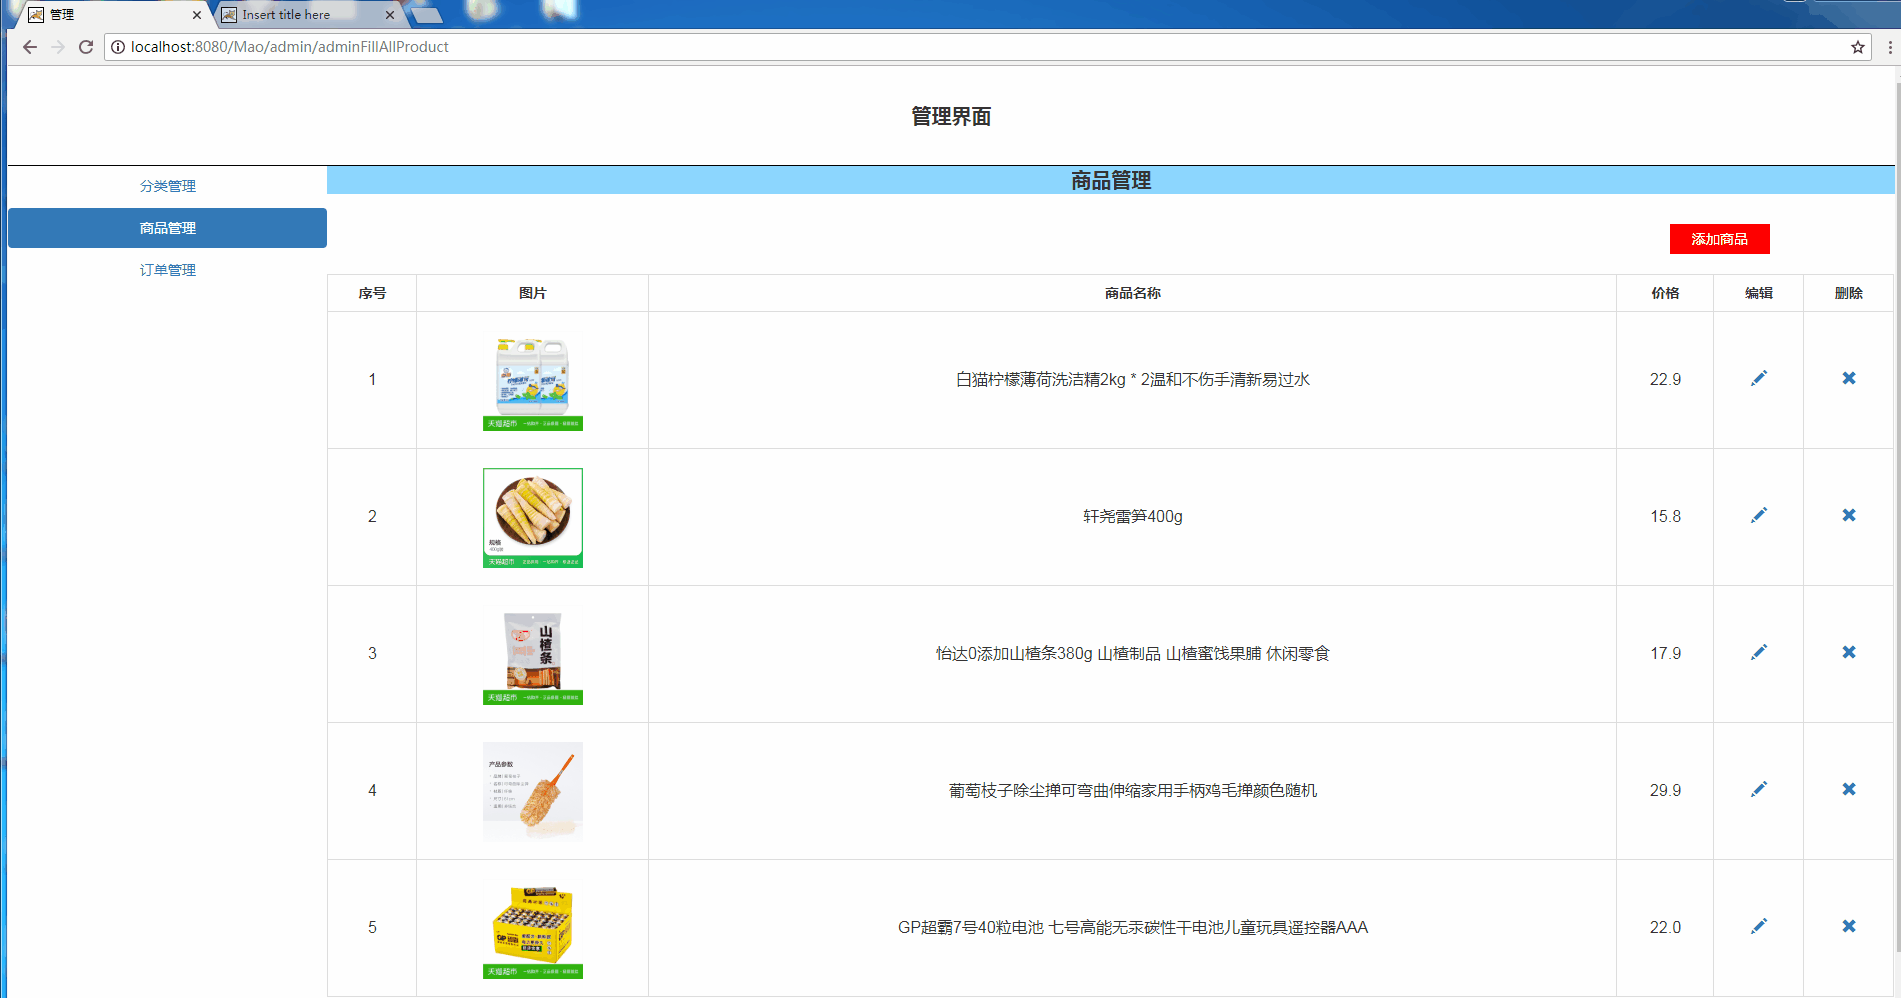 管理
Insert title here
localhost:8080/Mao/admin/adminFillAllProduct
管理界面
分类管理
商品管理
订单管理
商品管理
添加商品
序号 图片 商品名称 价格 编辑 删除
1 白猫柠檬薄荷洗洁精2kg * 2温和不伤手清新易过水 22.9
天猫超市
2 轩尧雷笋400g 15.8
规格
天猫超市
3 怡达0添加山楂条380g 山楂制品 山楂蜜饯果脯 休闲零食 17.9
山楂条
天猫超市
4 葡萄枝子除尘掸可弯曲伸缩家用手柄鸡毛掸颜色随机 29.9
产品参数
5 GP超霸7号40粒电池 七号高能无汞碳性干电池儿童玩具遥控器AAA 22.0
GP超霸
天猫超市